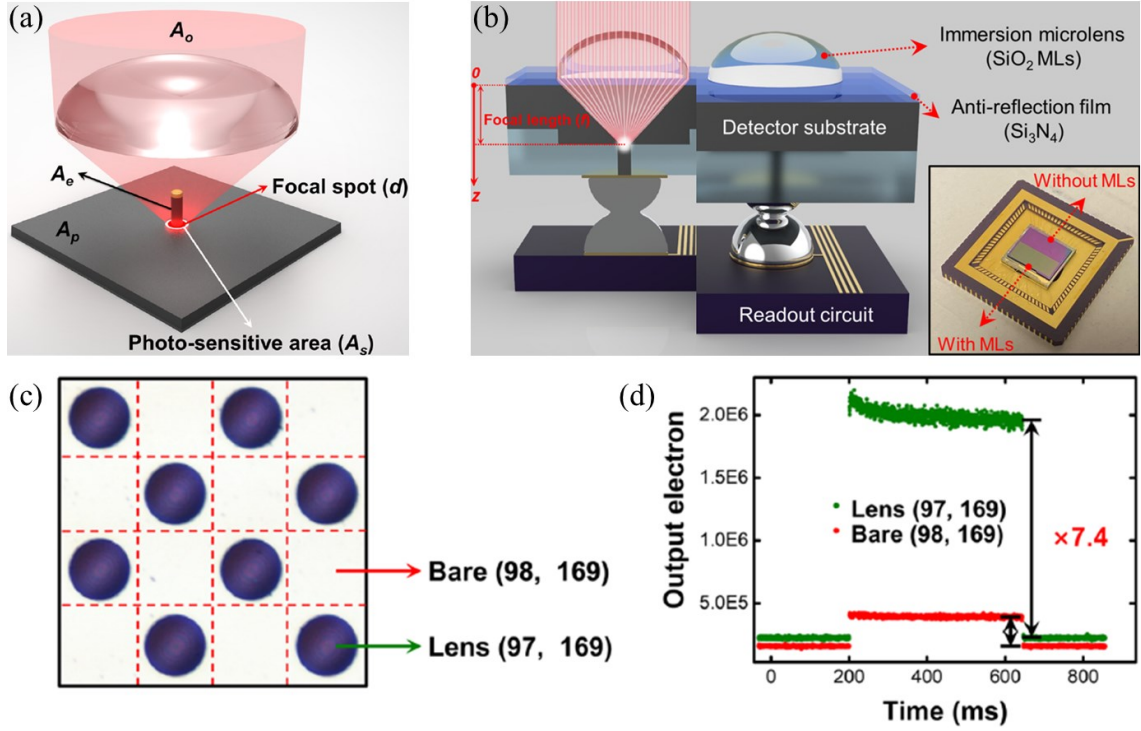 (a)
A_o
A_e
Focal spot (d)
A_p
Photo-sensitive area (A_s)
(b)
0
Focal length (f)
z
Immersion microlens
(SiO₂ MLs)
Anti-reflection film
(Si₃N₄)
Detector substrate
Readout circuit
Without MLs
With MLs
(c)
Bare (98, 169)
Lens (97, 169)
(d)
Output electron
2.0E6
1.5E6
1.0E6
5.0E5
Lens (97, 169)
Bare (98, 169)
×7.4
0
200
400
600
800
Time (ms)